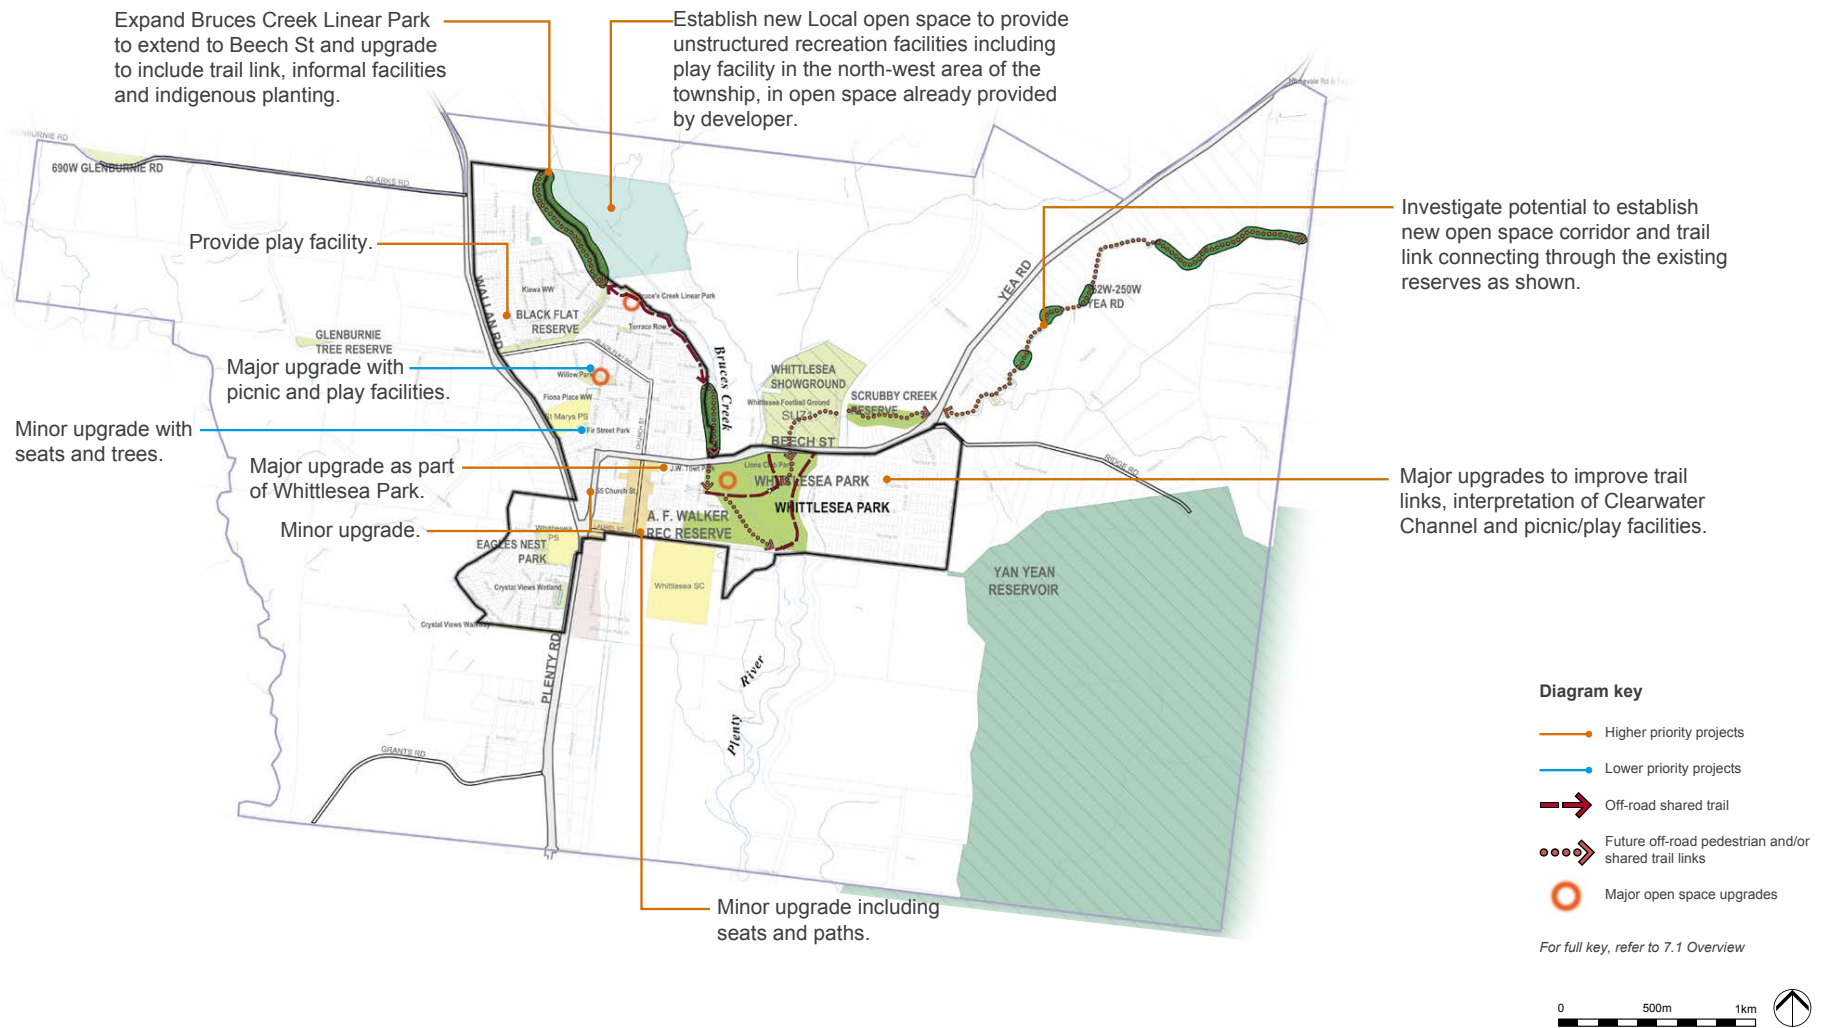 Expand Bruces Creek Linear Park
to extend to Beech St and upgrade
to include trail link, informal facilities
and indigenous planting.
Establish new Local open space to provide
unstructured recreation facilities including
play facility in the north-west area of the
township, in open space already provided
by developer.
690W GLENBURNIE RD
CLARKS RD
Investigate potential to establish
new open space corridor and trail
link connecting through the existing
reserves as shown.
Provide play facility.
WALLAN RD
Kiewa WW
Bruce's Creek Linear Park
BLACK FLAT
RESERVE
Terrace Row
YEA RD
YEA RD
GLENBURNIE
TREE RESERVE
BLACK FLAT RD
Bruces Creek
Major upgrade with
picnic and play facilities.
Willow Park
WHITTLESEA
SHOWGROUND
Fiona Place WW
Whittlesea Football Ground
SCRUBBY CREEK
RESERVE
St Marys PS
SUZ1
Minor upgrade with
seats and trees.
Fir Street Park
CHURCH ST
BEECH ST
Major upgrade as part
of Whittlesea Park.
J.W. Towt Park
Lions Club Park
WHITTLESEA PARK
RIDGE RD
Major upgrades to improve trail
links, interpretation of Clearwater
Channel and picnic/play facilities.
55 Church St
WHITTLESEA PARK
Minor upgrade.
LAUREL ST
A. F. WALKER
REC RESERVE
Whittlesea
PS
EAGLES NEST
PARK
Whittlesea SC
Crystal Views Wetland
YAN YEAN
RESERVOIR
Crystal Views Walkway
PLENTY RD
Plenty River
GRANTS RD
Minor upgrade including
seats and paths.
Diagram key
Higher priority projects
Lower priority projects
Off-road shared trail
Future off-road pedestrian and/or
shared trail links
Major open space upgrades
For full key, refer to 7.1 Overview
0 500m 1km